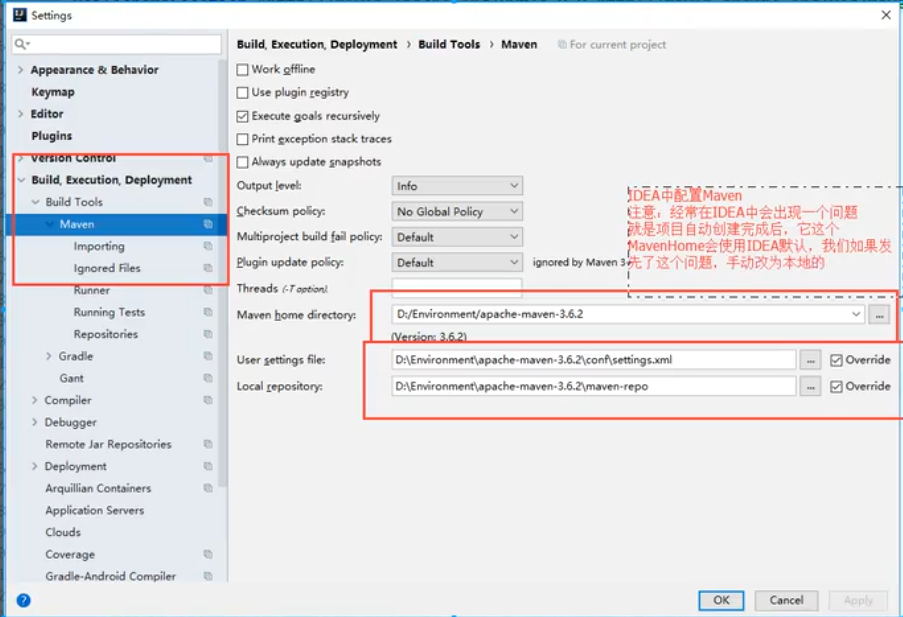 Settings
Build, Execution, Deployment › Build Tools › Maven For current project
Appearance & Behavior
Keymap
Editor
Plugins
Version Control
Build, Execution, Deployment
Build Tools
Maven
Importing
Ignored Files
Runner
Running Tests
Repositories
Gradle
Gant
Compiler
Debugger
Remote Jar Repositories
Deployment
Arquillian Containers
Application Servers
Clouds
Coverage
Gradle-Android Compiler
Work offline
Use plugin registry
Execute goals recursively
Print exception stack traces
Always update snapshots
Output level: Info
Checksum policy: No Global Policy
Multiproject build fail policy: Default
Plugin update policy: Default ignored by Maven 3+
Threads (-T option)
Maven home directory: D:/Environment/apache-maven-3.6.2 ...
(Version: 3.6.2)
User settings file: D:\Environment\apache-maven-3.6.2\conf\settings.xml ... Override
Local repository: D:\Environment\apache-maven-3.6.2\maven-repo ... Override
IDEA中配置Maven
注意：经常在IDEA中会出现一个问题
就是项目自动创建完成后，它这个
MavenHome会使用IDEA默认，我们如果发
先了这个问题，手动改为本地的
?
OK Cancel Apply